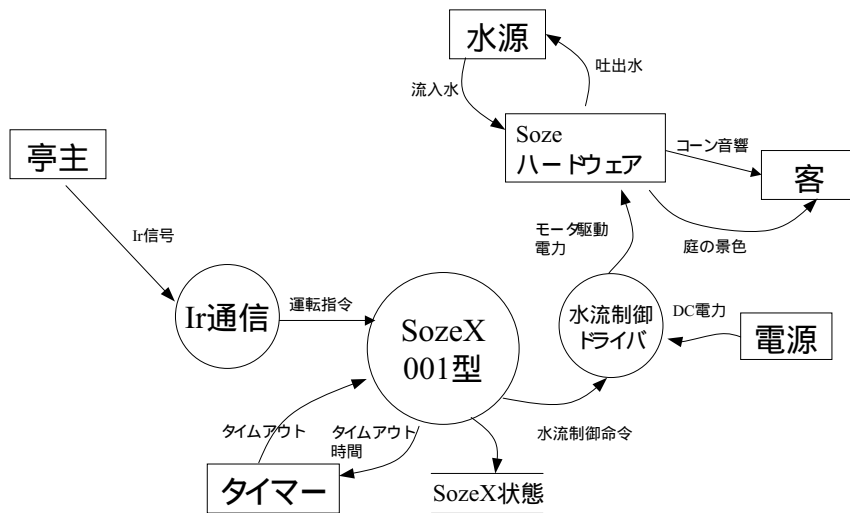 水源
吐出水
流入水
Soze
ハードウェア
コーン音響
客
亭主
Ir信号
モータ駆動
電力
庭の景色
Ir通信
運転指令
SozeX
001型
水流制御
ドライバ
DC電力
電源
タイムアウト
タイムアウト
時間
水流制御命令
タイマー
SozeX状態